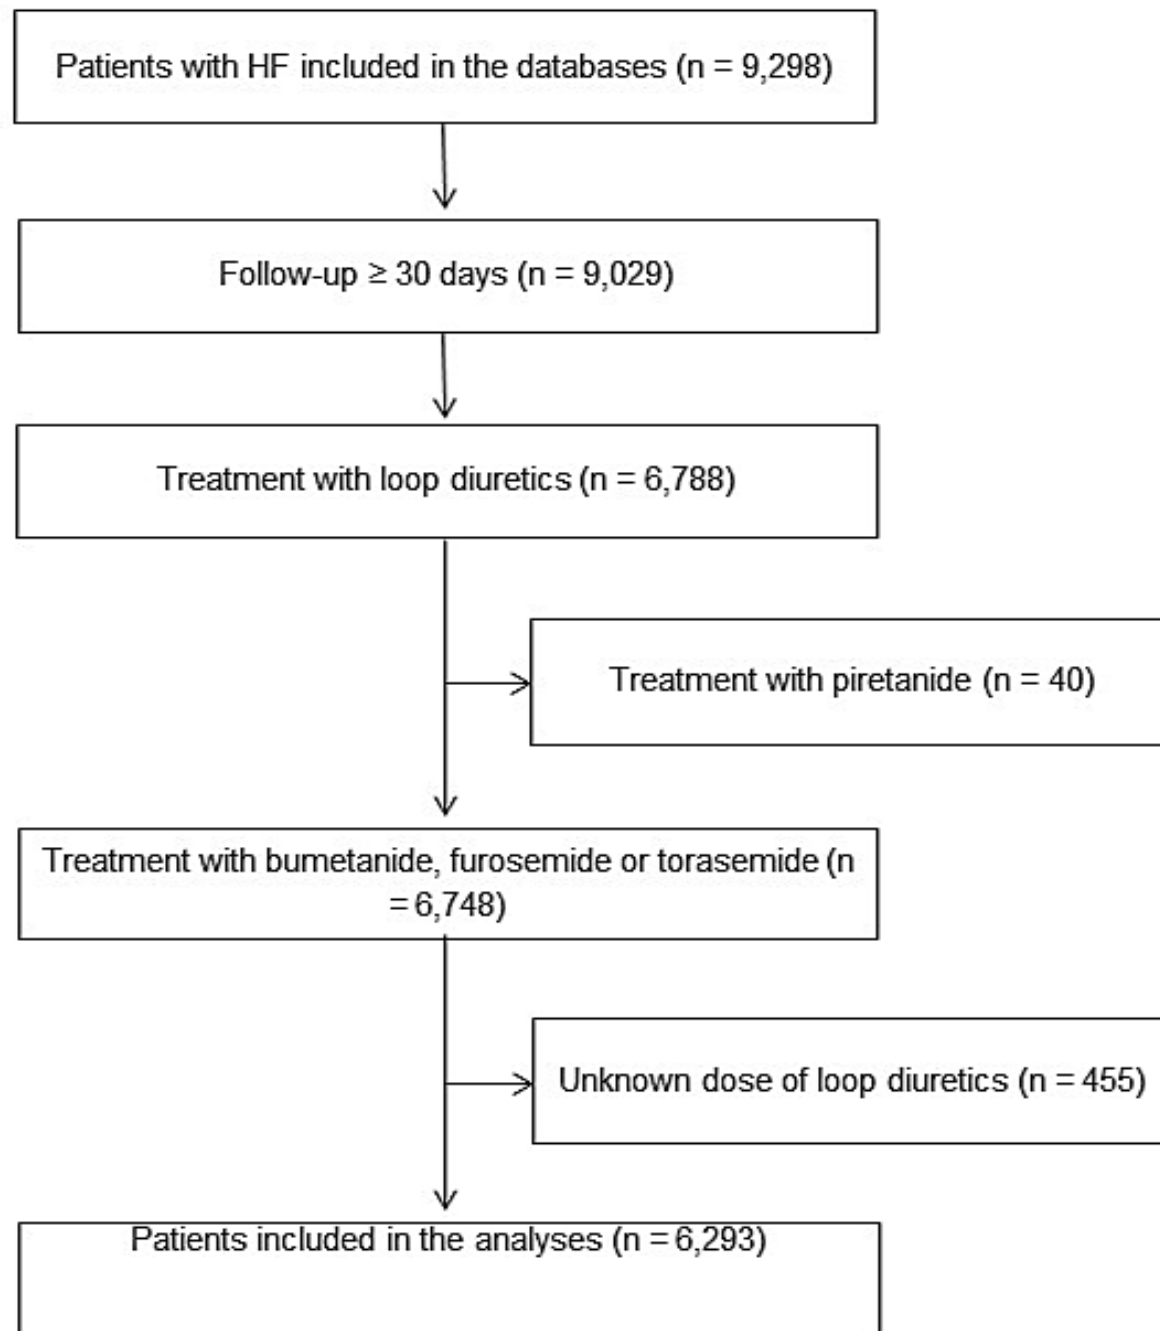 Patients with HF included in the databases (n = 9,298)
Follow-up ≥ 30 days (n = 9,029)
Treatment with loop diuretics (n = 6,788)
Treatment with piretanide (n = 40)
Treatment with bumetanide, furosemide or torasemide (n
= 6,748)
Unknown dose of loop diuretics (n = 455)
Patients included in the analyses (n = 6,293)